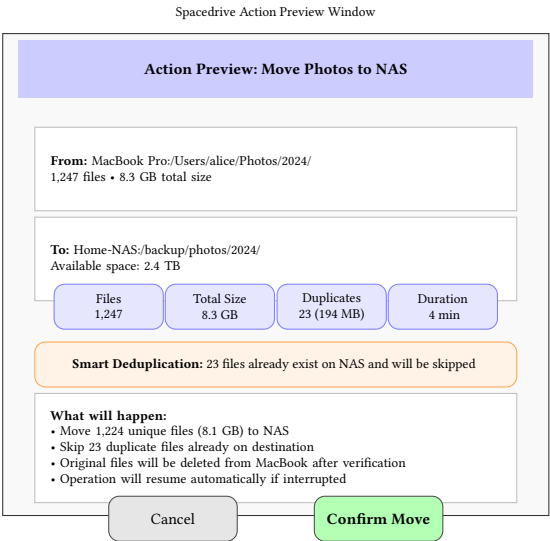 Spacedrive Action Preview Window
Action Preview: Move Photos to NAS
From: MacBook Pro:/Users/alice/Photos/2024/
1,247 files • 8.3 GB total size
To: Home-NAS:/backup/photos/2024/
Available space: 2.4 TB
Files
1,247
Total Size
8.3 GB
Duplicates
23 (194 MB)
Duration
4 min
Smart Deduplication: 23 files already exist on NAS and will be skipped
What will happen:
• Move 1,224 unique files (8.1 GB) to NAS
• Skip 23 duplicate files already on destination
• Original files will be deleted from MacBook after verification
• Operation will resume automatically if interrupted
Cancel
Confirm Move